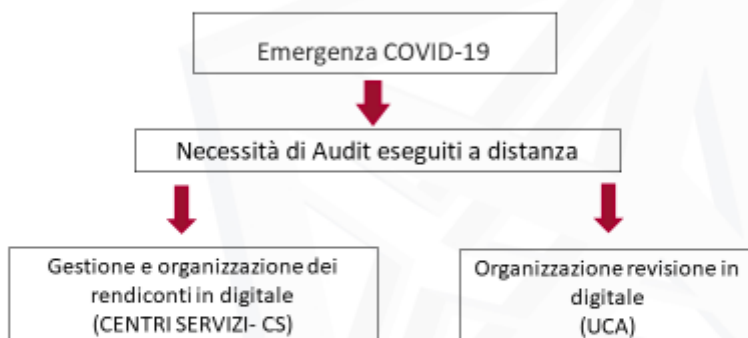 Emergenza COVID-19
Necessità di Audit eseguiti a distanza
Gestione e organizzazione dei
rendiconti in digitale
(CENTRI SERVIZI- CS)
Organizzazione revisione in
digitale
(UCA)